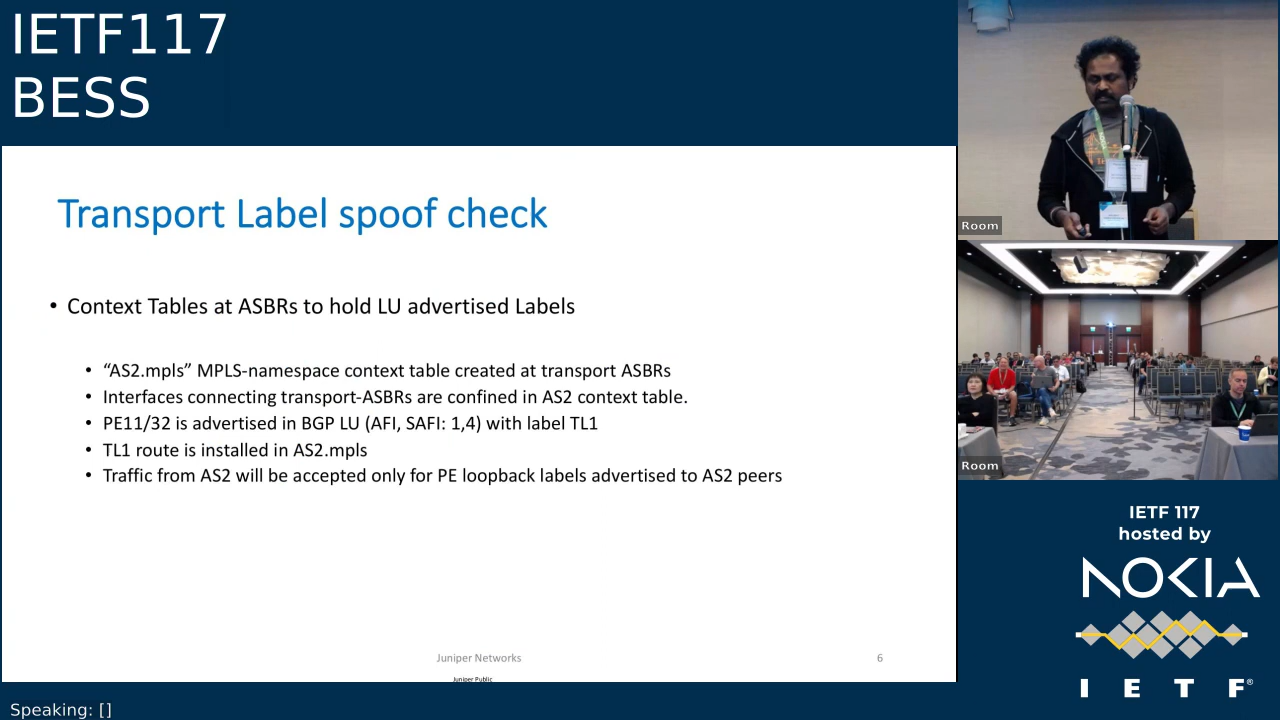 IETF117
BESS
Transport Label spoof check
• Context Tables at ASBRs to hold LU advertised Labels
• “AS2.mpls” MPLS-namespace context table created at transport ASBRs
• Interfaces connecting transport-ASBRs are confined in AS2 context table.
• PE11/32 is advertised in BGP LU (AFI, SAFI: 1,4) with label TL1
• TL1 route is installed in AS2.mpls
• Traffic from AS2 will be accepted only for PE loopback labels advertised to AS2 peers
Juniper Networks
6
Juniper Public
Speaking: []
Room
Room
IETF 117
hosted by
NOKIA
I E T F®